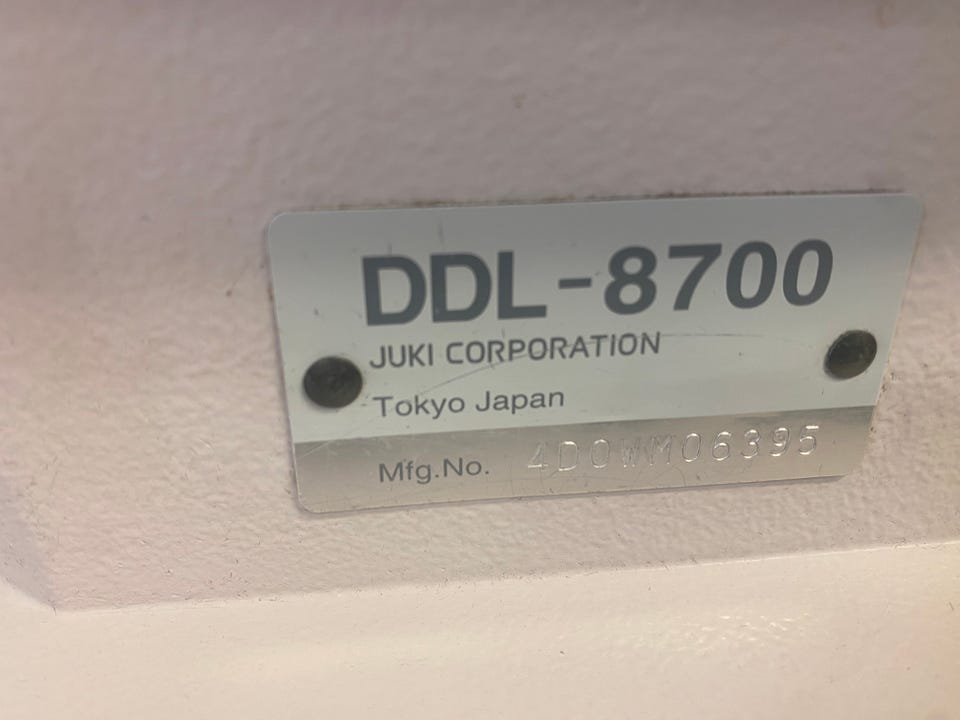 DDL-8700
JUKI CORPORATION
Tokyo Japan
Mfg.No. 4D0WM06395